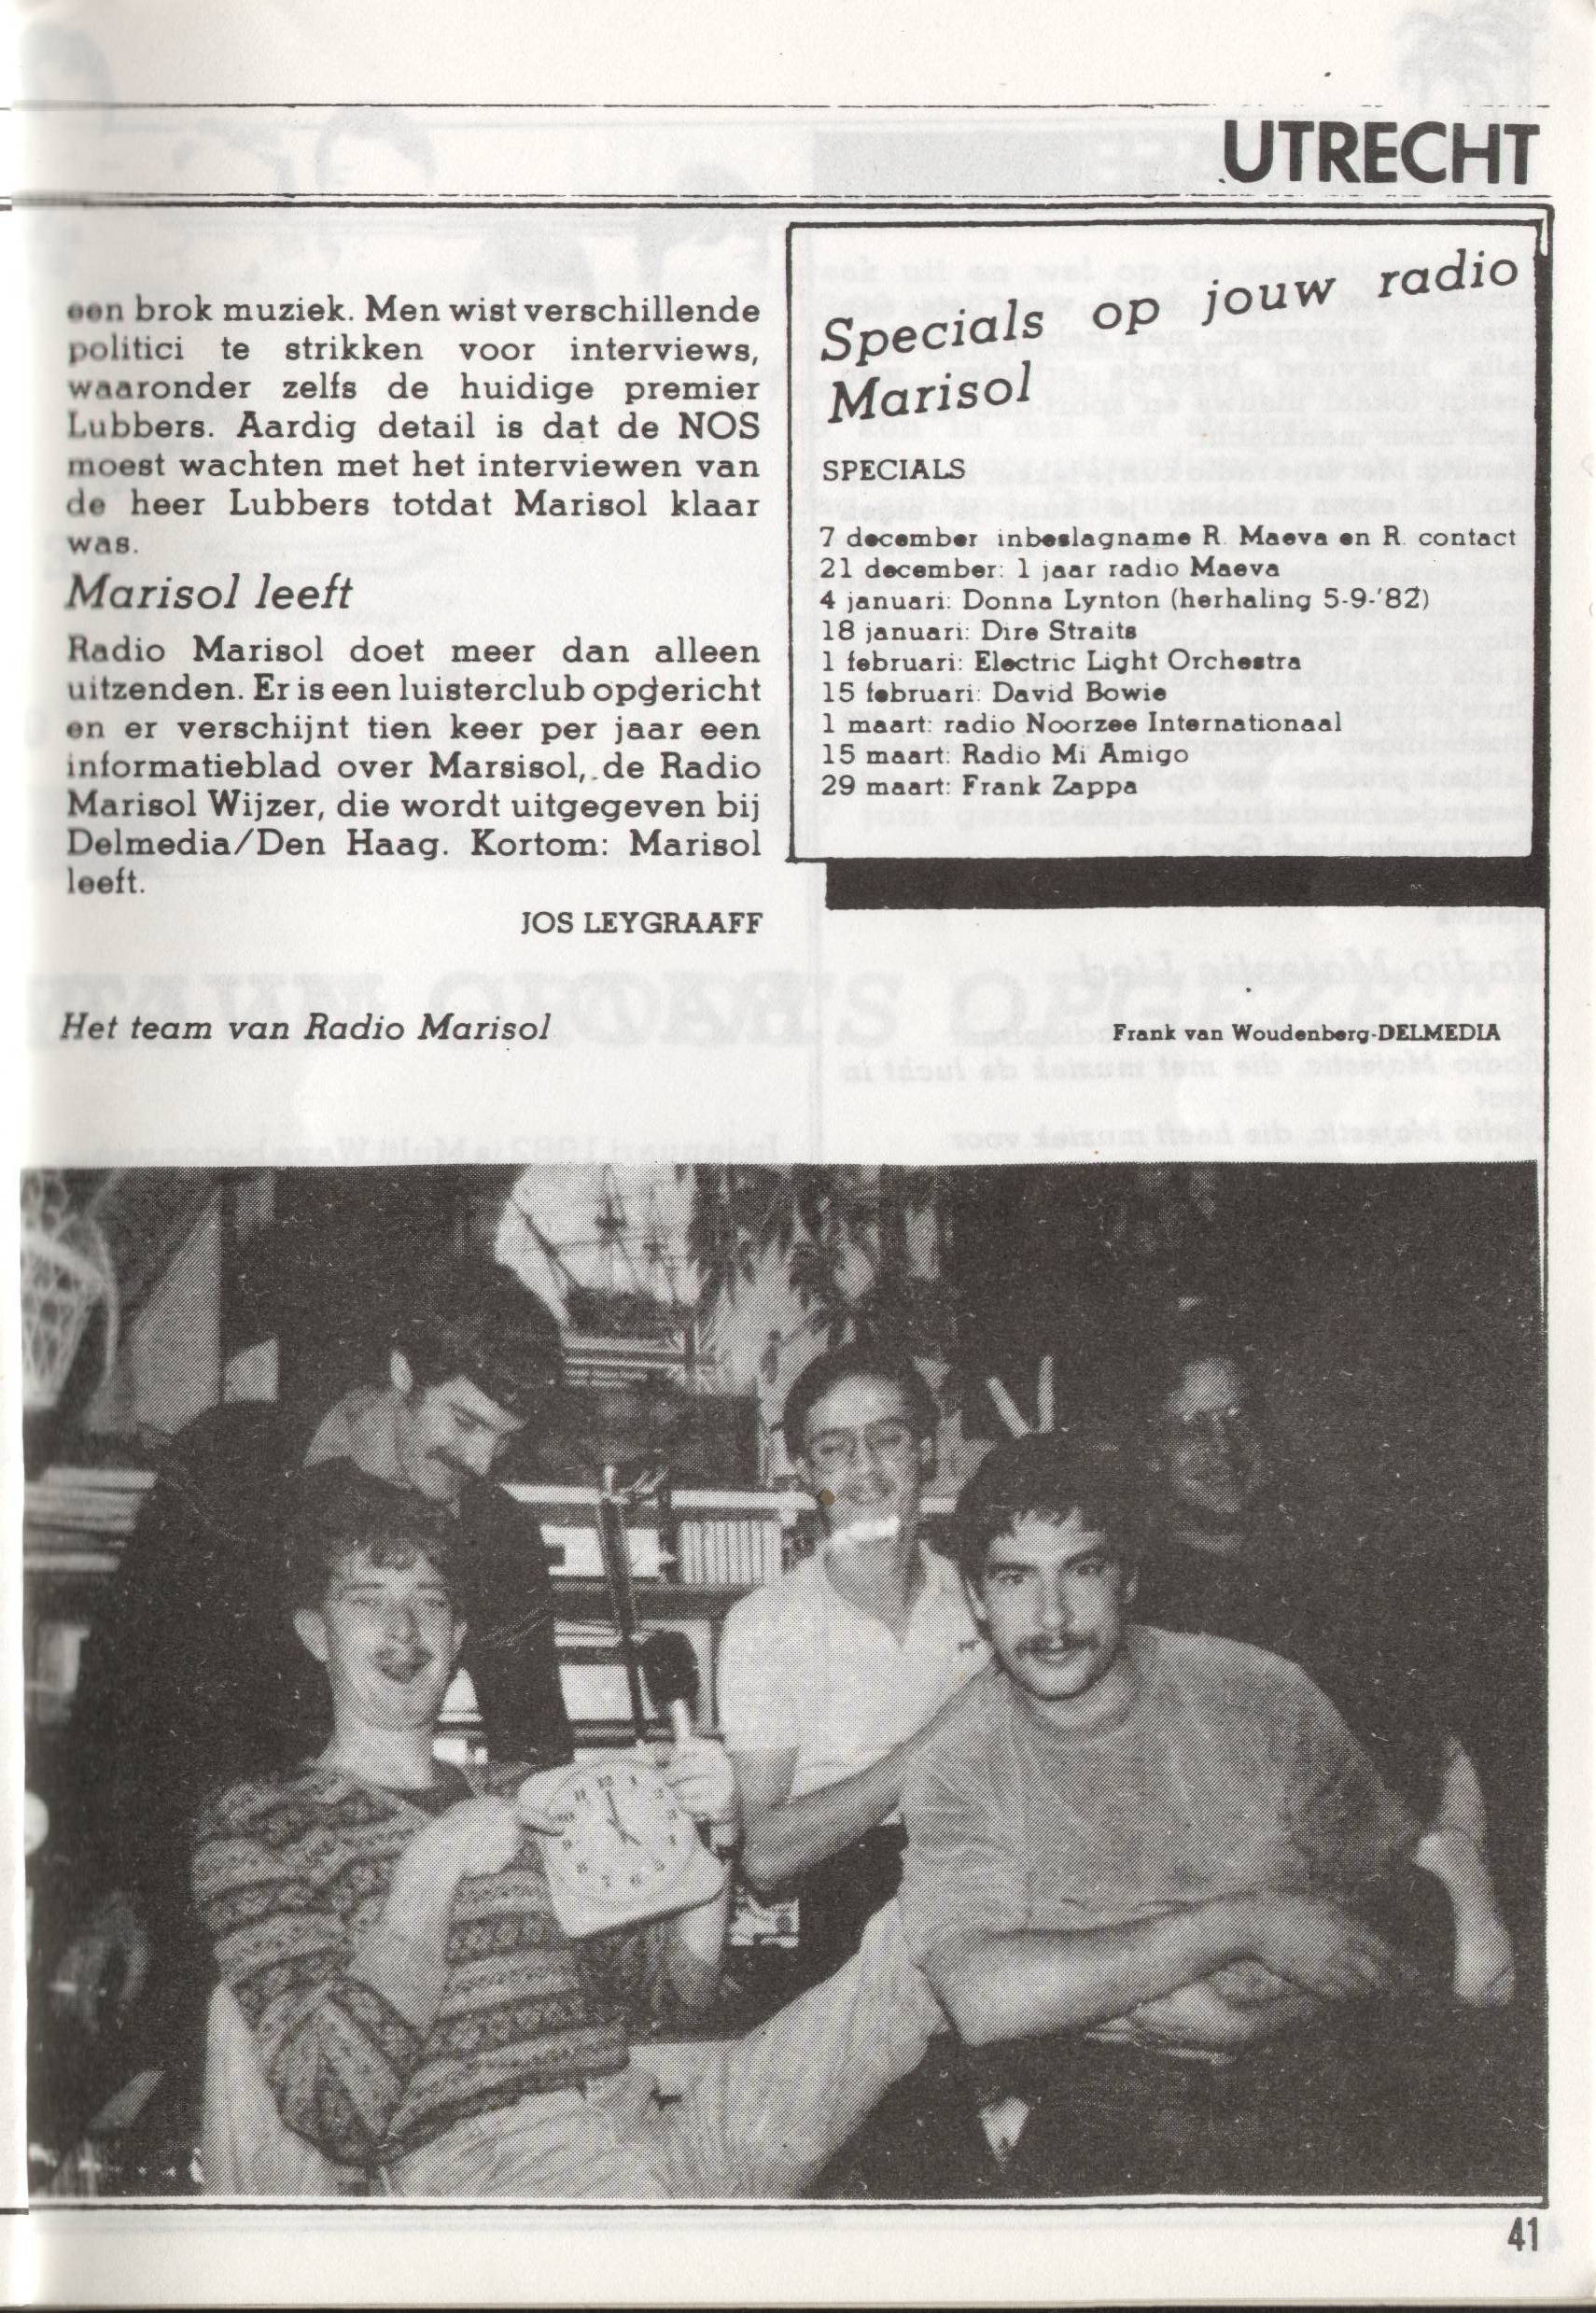 UTRECHT
een brok muziek. Men wist verschillende
politici te strikken voor interviews,
waaronder zelfs de huidige premier
Lubbers. Aardig detail is dat de NOS
moest wachten met het interviewen van
de heer Lubbers totdat Marisol klaar
was.
Marisol leeft
Radio Marisol doet meer dan alleen
uitzenden. Er is een luisterclub opgericht
en er verschijnt tien keer per jaar een
informatieblad over Marsisol, de Radio
Marisol Wijzer, die wordt uitgegeven bij
Delmedia/Den Haag. Kortom: Marisol
leeft.
JOS LEYGRAAFF
Specials op jouw radio
Marisol
SPECIALS
7 december inbeslagname R. Maeva en R. contact
21 december: 1 jaar radio Maeva
4 januari: Donna Lynton (herhaling 5-9-'82)
18 januari: Dire Straits
1 februari: Electric Light Orchestra
15 februari: David Bowie
1 maart: radio Noorzee Internationaal
15 maart: Radio Mi Amigo
29 maart: Frank Zappa
Het team van Radio Marisol
Frank van Woudenberg-DELMEDIA
41